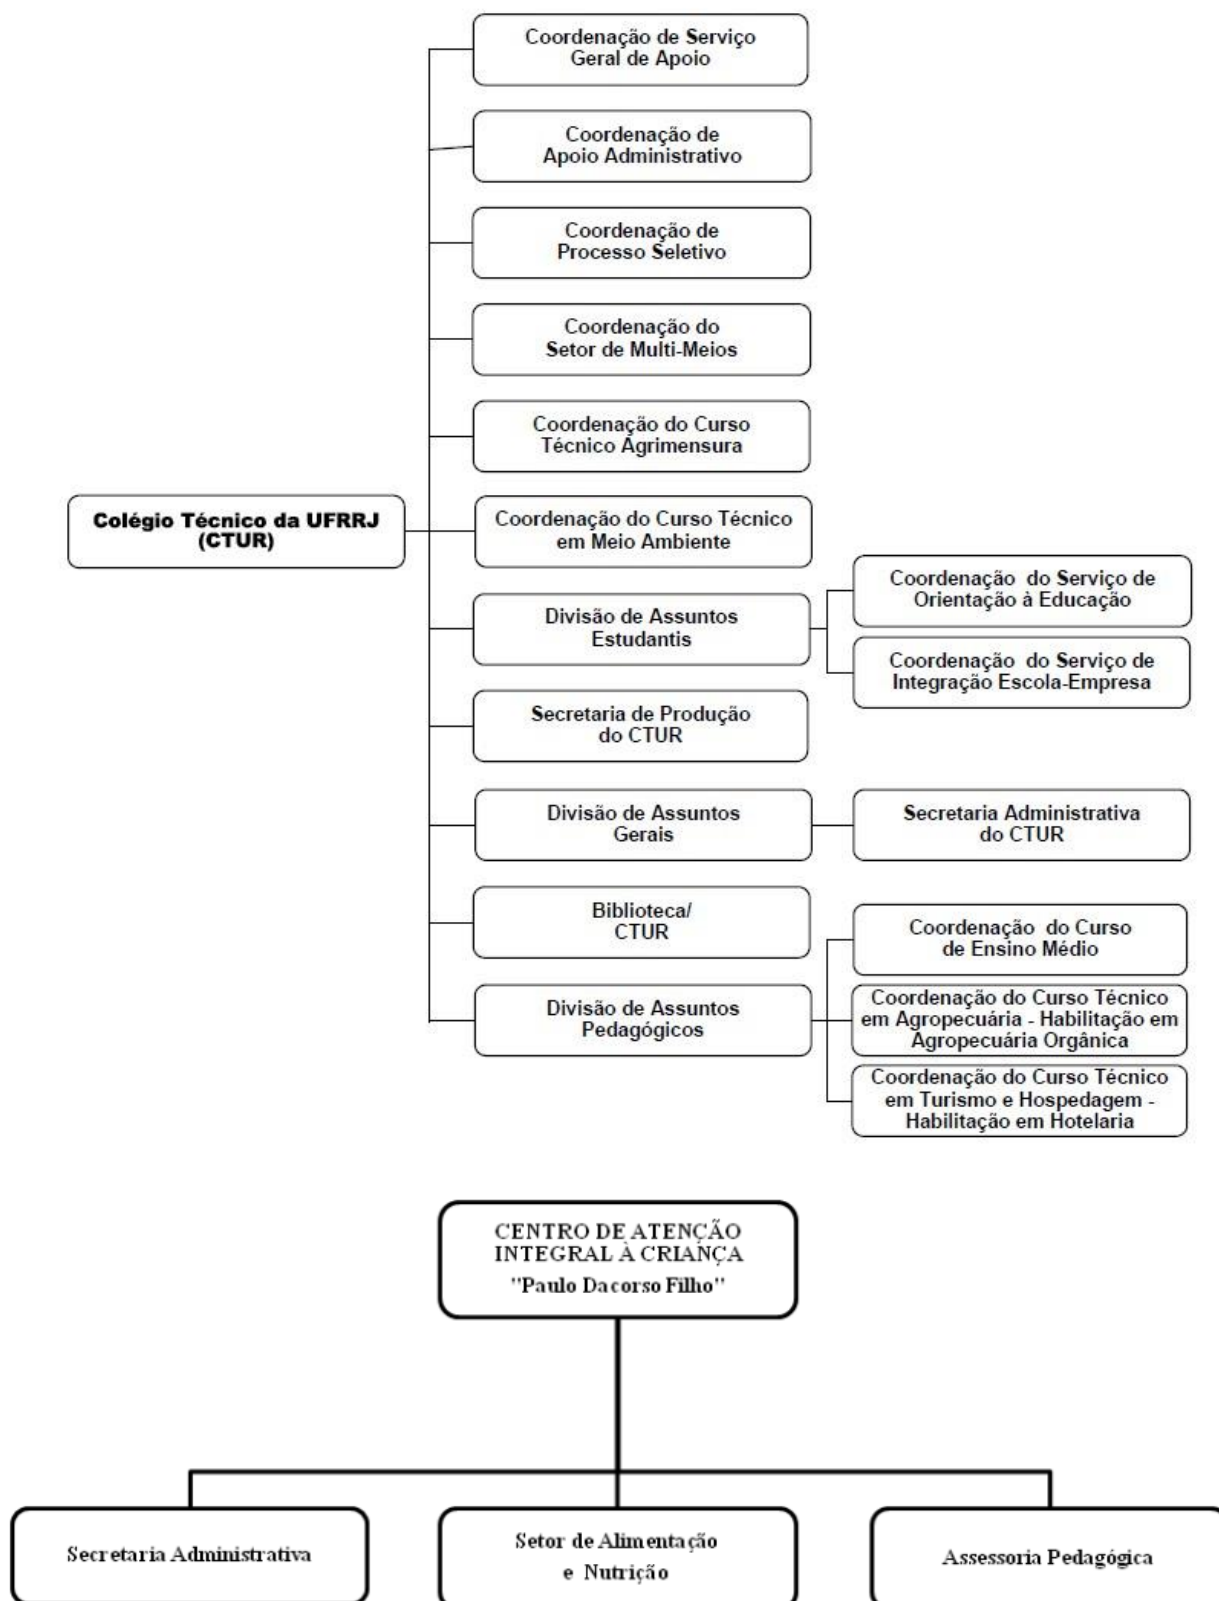 Coordenação de Serviço
Geral de Apoio
Coordenação de
Apoio Administrativo
Coordenação de
Processo Seletivo
Coordenação do
Setor de Multi-Meios
Coordenação do Curso
Técnico Agrimensura
Colégio Técnico da UFRRJ
(CTUR)
Coordenação do Curso Técnico
em Meio Ambiente
Divisão de Assuntos
Estudantis
Coordenação do Serviço de
Orientação à Educação
Coordenação do Serviço de
Integração Escola-Empresa
Secretaria de Produção
do CTUR
Divisão de Assuntos
Gerais
Secretaria Administrativa
do CTUR
Biblioteca/
CTUR
Divisão de Assuntos
Pedagógicos
Coordenação do Curso
de Ensino Médio
Coordenação do Curso Técnico
em Agropecuária - Habilitação em
Agropecuária Orgânica
Coordenação do Curso Técnico
em Turismo e Hospedagem -
Habilitação em Hotelaria
CENTRO DE ATENÇÃO
INTEGRAL À CRIANÇA
"Paulo Dacorso Filho"
Secretaria Administrativa
Setor de Alimentação
e Nutrição
Assessoria Pedagógica